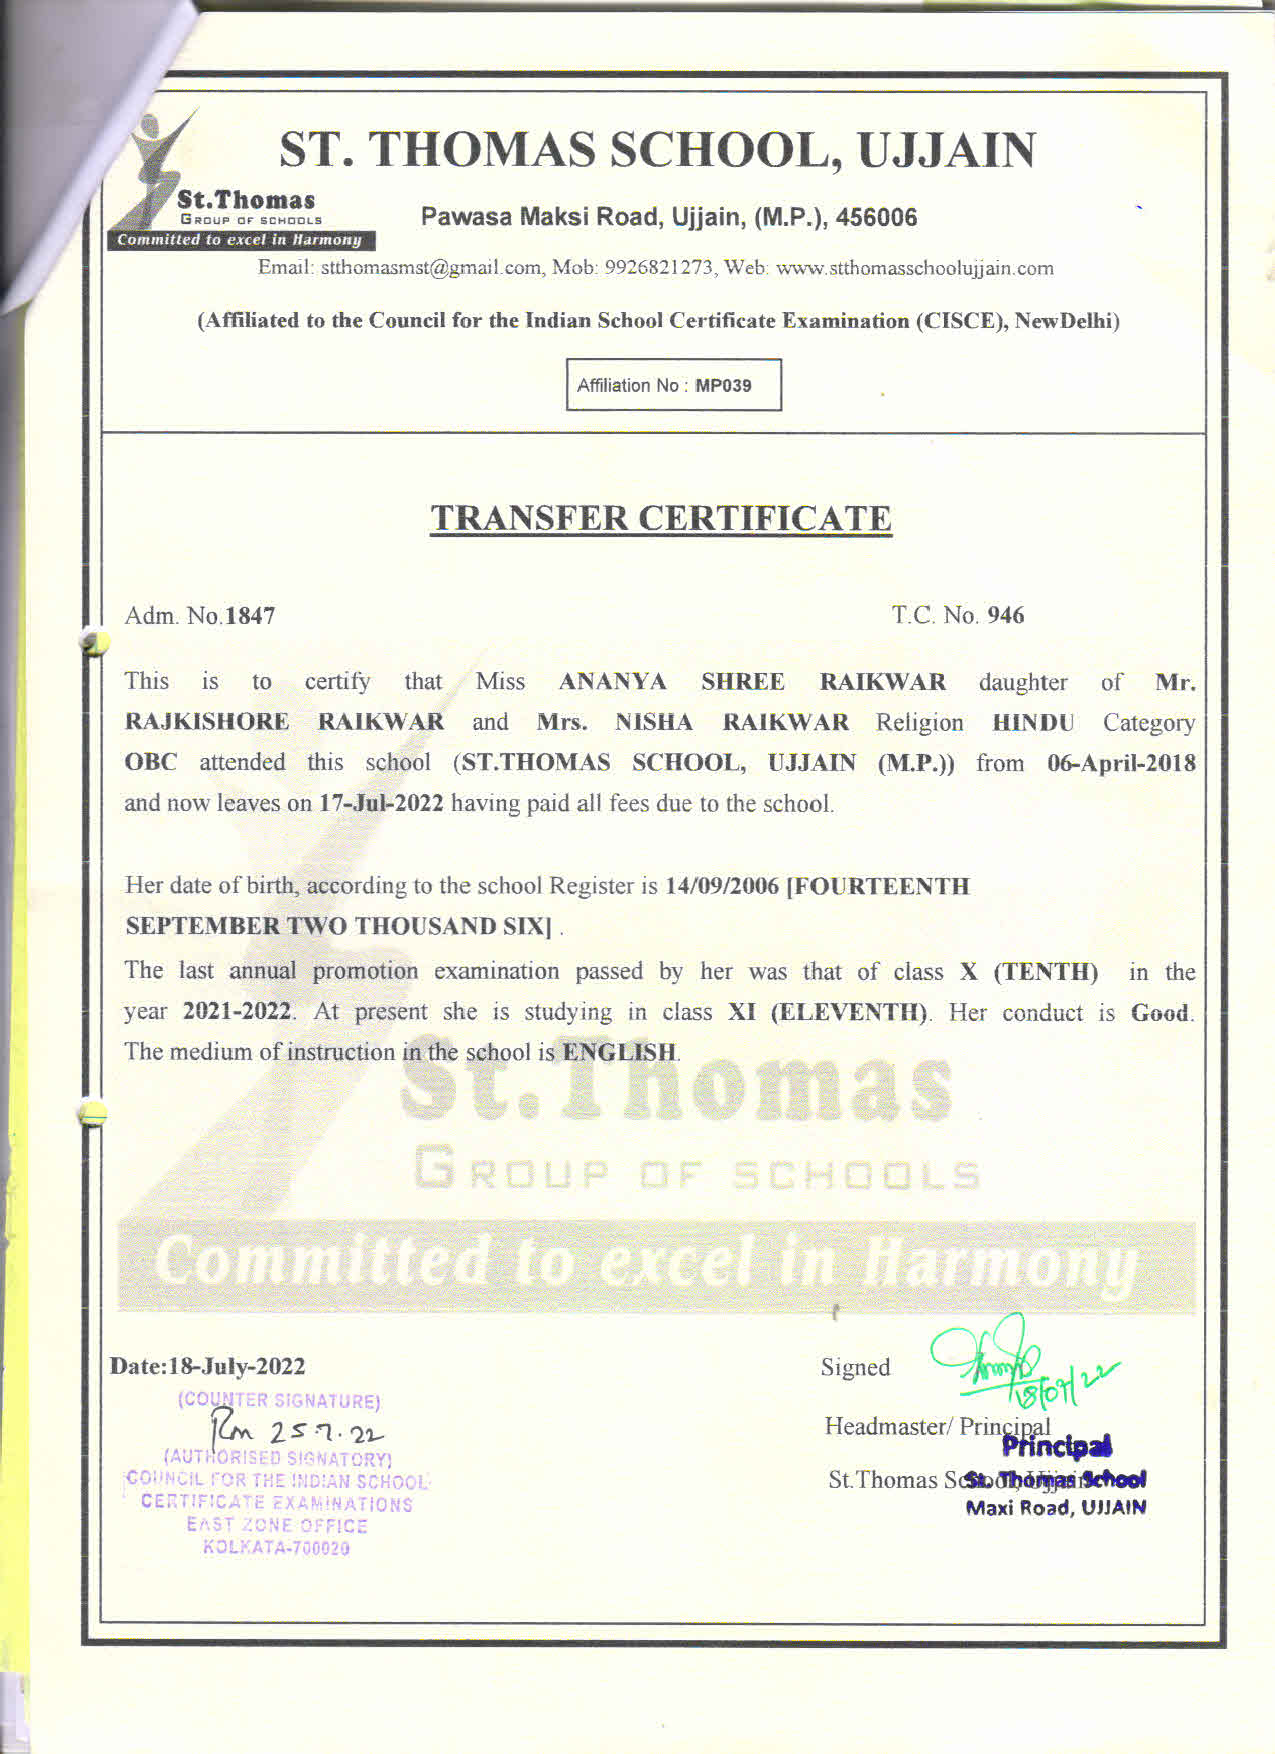 ST. THOMAS SCHOOL, UJJAIN
St.Thomas
GROUP OF SCHOOLS
Committed to excel in Harmony
Pawasa Maksi Road, Ujjain, (M.P.), 456006
Email: stthomasmst@gmail.com, Mob: 9926821273, Web: www.stthomasschoolujjain.com
(Affiliated to the Council for the Indian School Certificate Examination (CISCE), NewDelhi)
Affiliation No : MP039
TRANSFER CERTIFICATE
Adm. No.1847 T.C. No. 946
This is to certify that Miss ANANYA SHREE RAIKWAR daughter of Mr.
RAJKISHORE RAIKWAR and Mrs. NISHA RAIKWAR Religion HINDU Category
OBC attended this school (ST.THOMAS SCHOOL, UJJAIN (M.P.)) from 06-April-2018
and now leaves on 17-Jul-2022 having paid all fees due to the school.
Her date of birth, according to the school Register is 14/09/2006 [FOURTEENTH
SEPTEMBER TWO THOUSAND SIX] .
The last annual promotion examination passed by her was that of class X (TENTH) in the
year 2021-2022. At present she is studying in class XI (ELEVENTH). Her conduct is Good.
The medium of instruction in the school is ENGLISH.
St.Thomas
GROUP OF SCHOOLS
Committed to excel in Harmony
Date:18-July-2022
(COUNTER SIGNATURE)
25.7.22
(AUTHORISED SIGNATORY)
COUNCIL FOR THE INDIAN SCHOOL
CERTIFICATE EXAMINATIONS
EAST ZONE OFFICE
KOLKATA-700020
Signed
18/07/22
Headmaster/ Principal
Principal
St.Thomas School, Ujjain
St. Thomas School
Maxi Road, UJJAIN